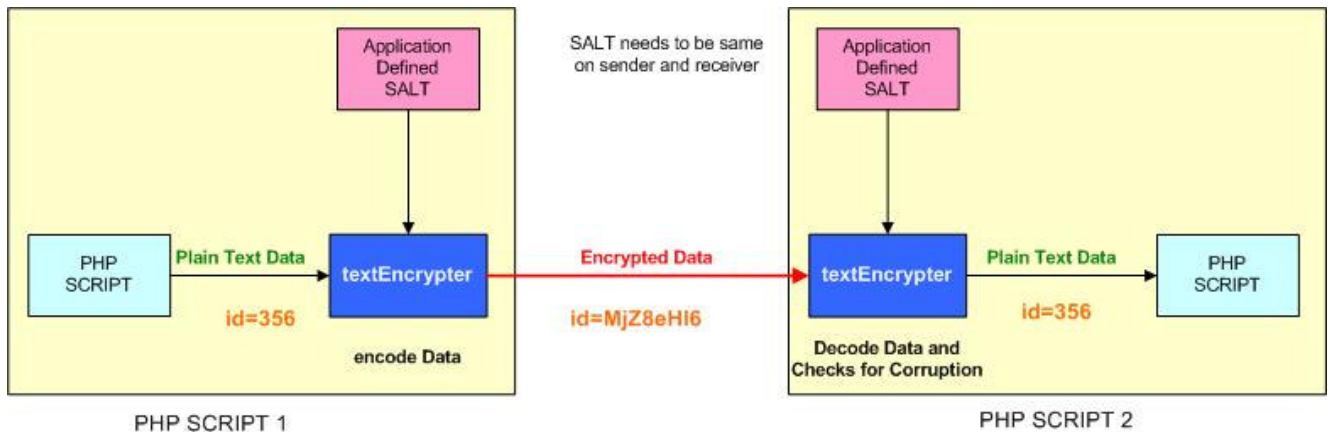 Application
Defined
SALT
SALT needs to be same
on sender and receiver
Application
Defined
SALT
PHP
SCRIPT
Plain Text Data
id=356
textEncrypter
encode Data
Encrypted Data
id=MjZ8eHI6
textEncrypter
Decode Data and
Checks for Corruption
Plain Text Data
id=356
PHP
SCRIPT
PHP SCRIPT 1
PHP SCRIPT 2